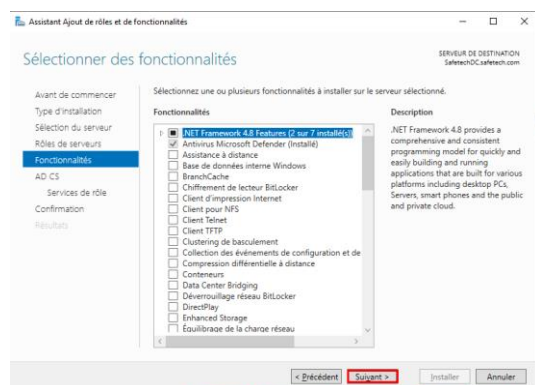 Assistant Ajout de rôles et de fonctionnalités
Sélectionner des fonctionnalités
SERVEUR DE DESTINATION
SafetechDC.safetech.com
Avant de commencer
Type d'installation
Sélection du serveur
Rôles de serveurs
Fonctionnalités
AD CS
Services de rôle
Confirmation
Résultats
Sélectionnez une ou plusieurs fonctionnalités à installer sur le serveur sélectionné.
Fonctionnalités
.NET Framework 4.8 Features (2 sur 7 installé(s))
Antivirus Microsoft Defender (Installé)
Assistance à distance
Base de données interne Windows
BranchCache
Chiffrement de lecteur BitLocker
Client d'impression Internet
Client pour NFS
Client Telnet
Client TFTP
Clustering de basculement
Collection des événements de configuration et de
Compression différentielle à distance
Conteneurs
Data Center Bridging
Déverrouillage réseau BitLocker
DirectPlay
Enhanced Storage
Équilibrage de la charge réseau
Description
.NET Framework 4.8 provides a
comprehensive and consistent
programming model for quickly and
easily building and running
applications that are built for various
platforms including desktop PCs,
Servers, smart phones and the public
and private cloud.
< Précédent
Suivant >
Installer
Annuler